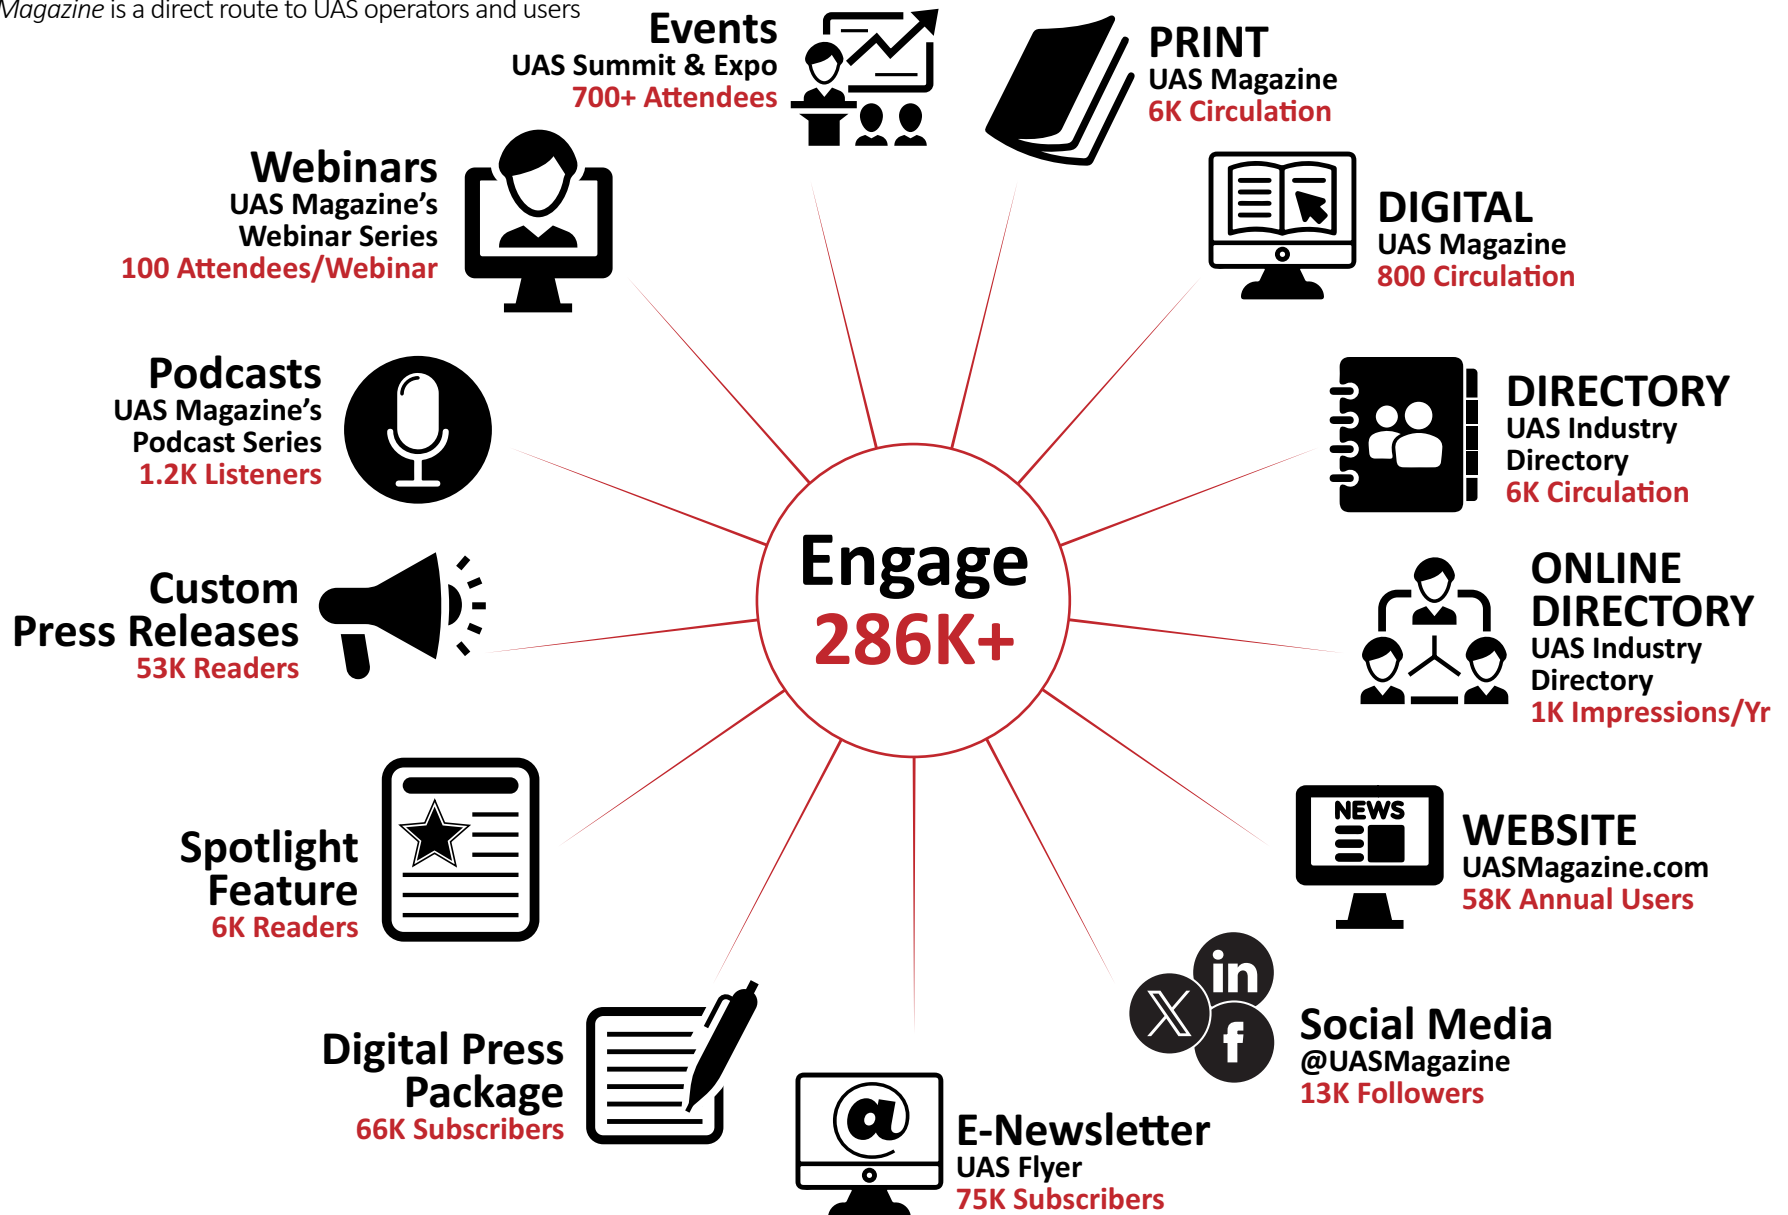 Magazine is a direct route to UAS operators and users
Events
UAS Summit & Expo
700+ Attendees
PRINT
UAS Magazine
6K Circulation
Webinars
UAS Magazine's
Webinar Series
100 Attendees/Webinar
DIGITAL
UAS Magazine
800 Circulation
Podcasts
UAS Magazine's
Podcast Series
1.2K Listeners
DIRECTORY
UAS Industry
Directory
6K Circulation
Engage
286K+
Custom
Press Releases
53K Readers
ONLINE
DIRECTORY
UAS Industry
Directory
1K Impressions/Yr
Spotlight
Feature
6K Readers
NEWS
WEBSITE
UASMagazine.com
58K Annual Users
Digital Press
Package
66K Subscribers
@
E-Newsletter
UAS Flyer
75K Subscribers
in
X
f
Social Media
@UASMagazine
13K Followers